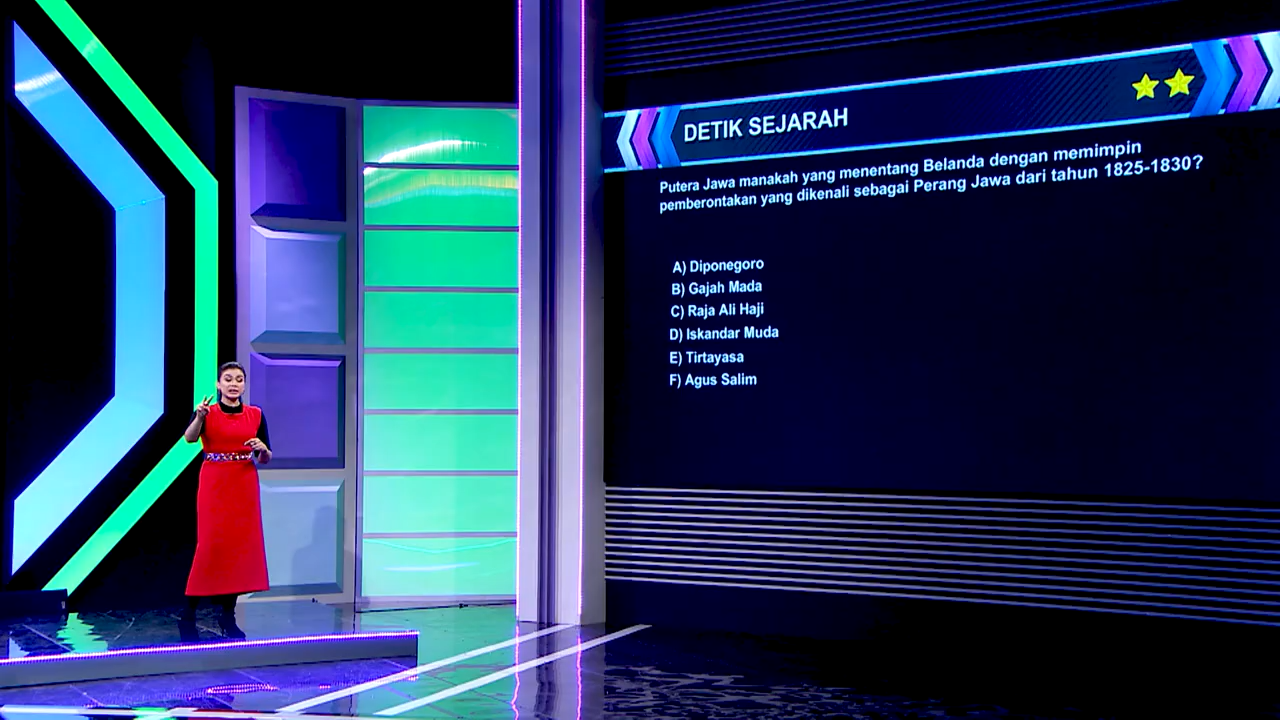 DETIK SEJARAH
Putera Jawa manakah yang menentang Belanda dengan memimpin
pemberontakan yang dikenali sebagai Perang Jawa dari tahun 1825-1830?
A) Diponegoro
B) Gajah Mada
C) Raja Ali Haji
D) Iskandar Muda
E) Tirtayasa
F) Agus Salim